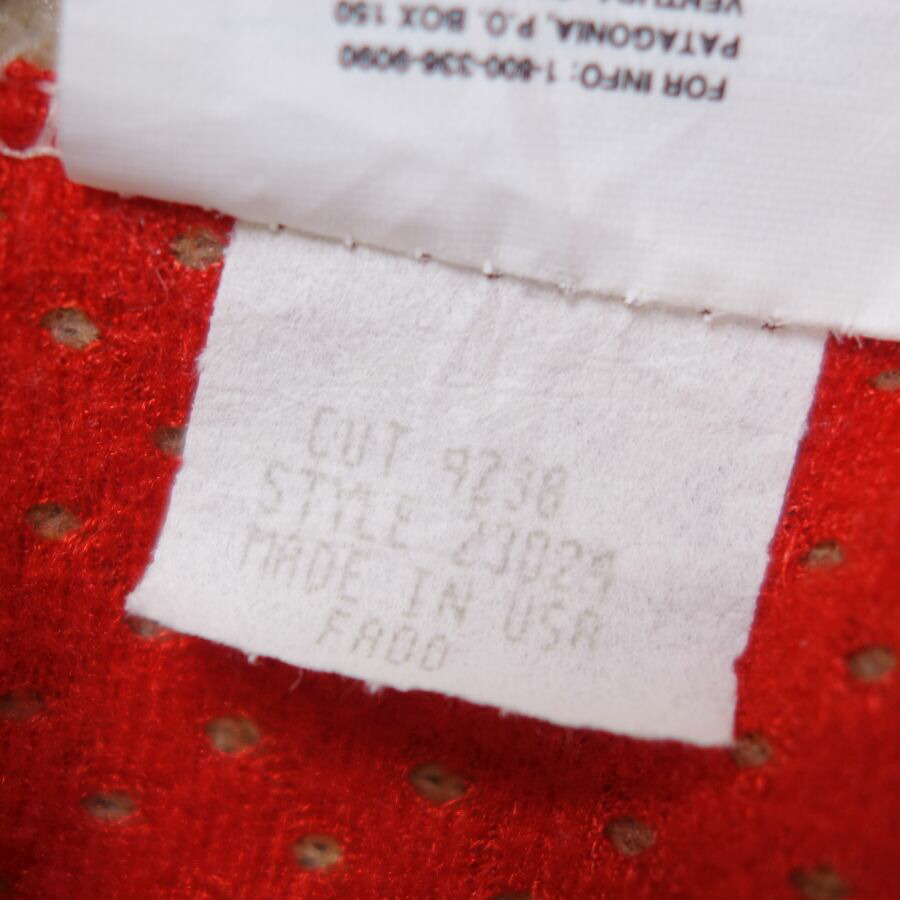 FOR INFO: 1-800-336-9090
PATAGONIA, P.O. BOX 150
CUT 9238
STYLE 23024
MADE IN USA
FA00